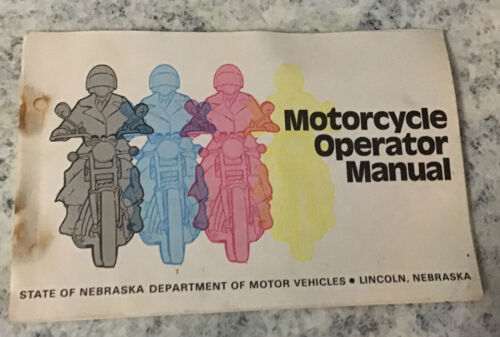 Motorcycle
Operator
Manual
STATE OF NEBRASKA DEPARTMENT OF MOTOR VEHICLES ● LINCOLN, NEBRASKA